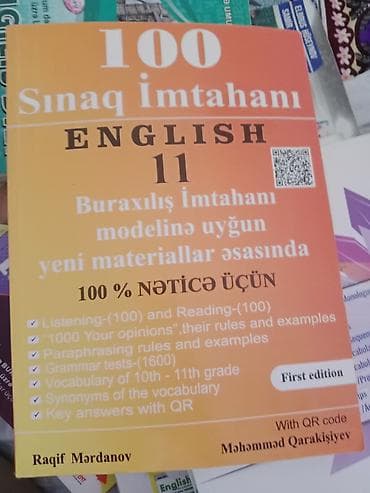 100
Sınaq İmtahanı
ENGLISH
11
Buraxılış İmtahanı
modelinə uyğun
yeni materiallar əsasında
100 % NƏTİCƏ ÜÇÜN
Listening-(100) and Reading-(100)
"1000 Your opinions",their rules and examples
Paraphrasing rules and examples
Grammar tests-(1600)
Vocabulary of 10th - 11th grade
Synonyms of the vocabulary
Key answers with QR
First edition
With QR code
Raqif Mərdanov
Məhəmməd Qarakişiyev